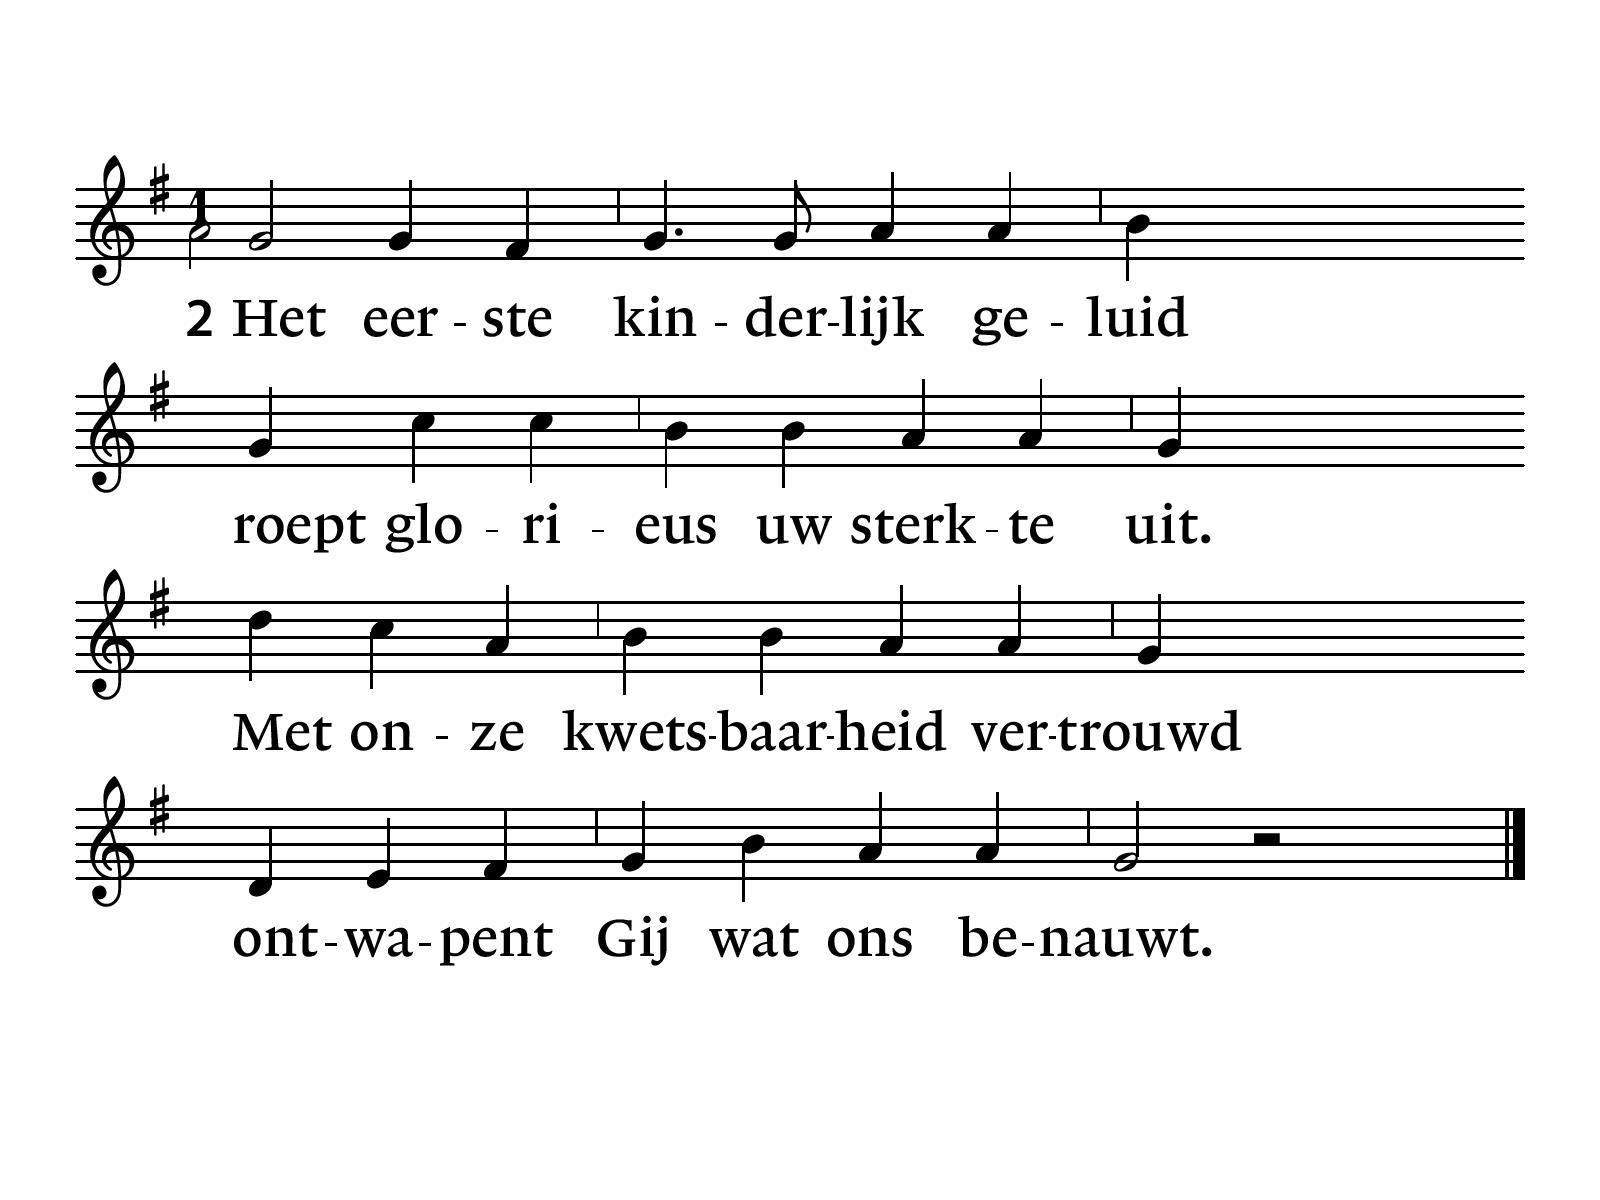 1
2 Het eer - ste kin - der-lijk ge - luid
roept glo - ri - eus uw sterk - te uit.
Met on - ze kwets-baar-heid ver-trouwd
ont - wa - pent Gij wat ons be - nauwt.